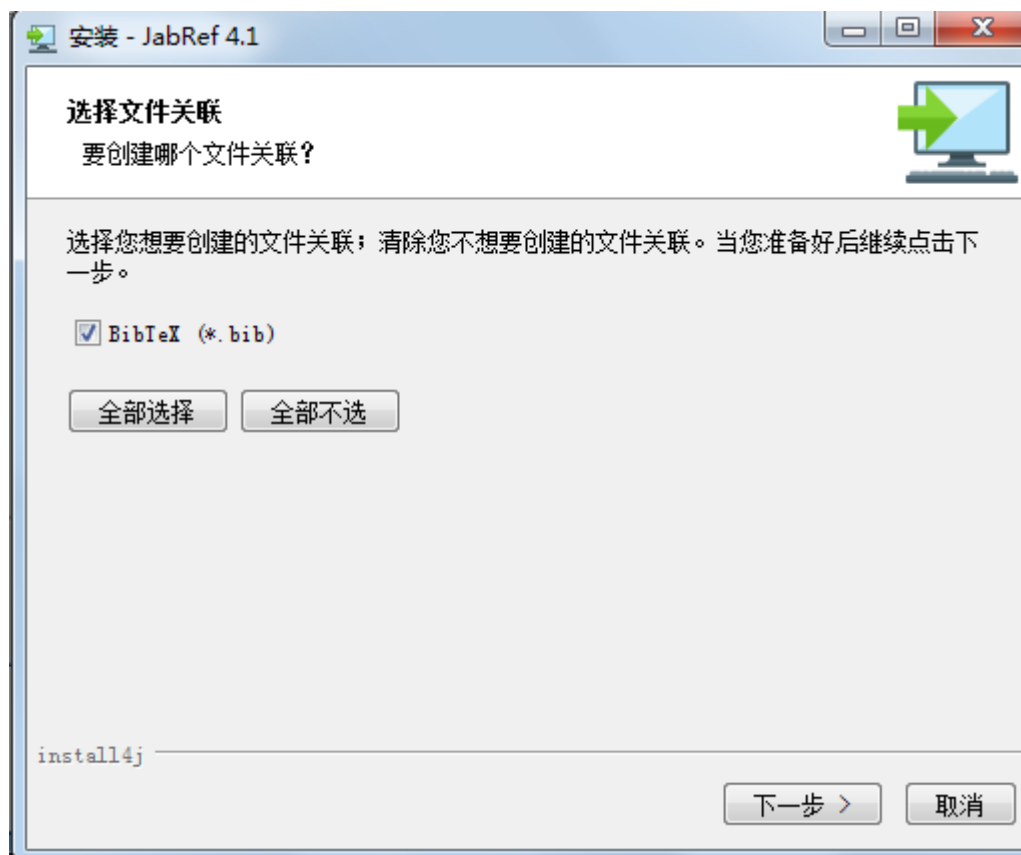 安装 - JabRef 4.1
选择文件关联
要创建哪个文件关联?
选择您想要创建的文件关联；清除您不想要创建的文件关联。当您准备好后继续点击下
一步。
BibTeX (*.bib)
全部选择 全部不选
install4j
下一步 > 取消